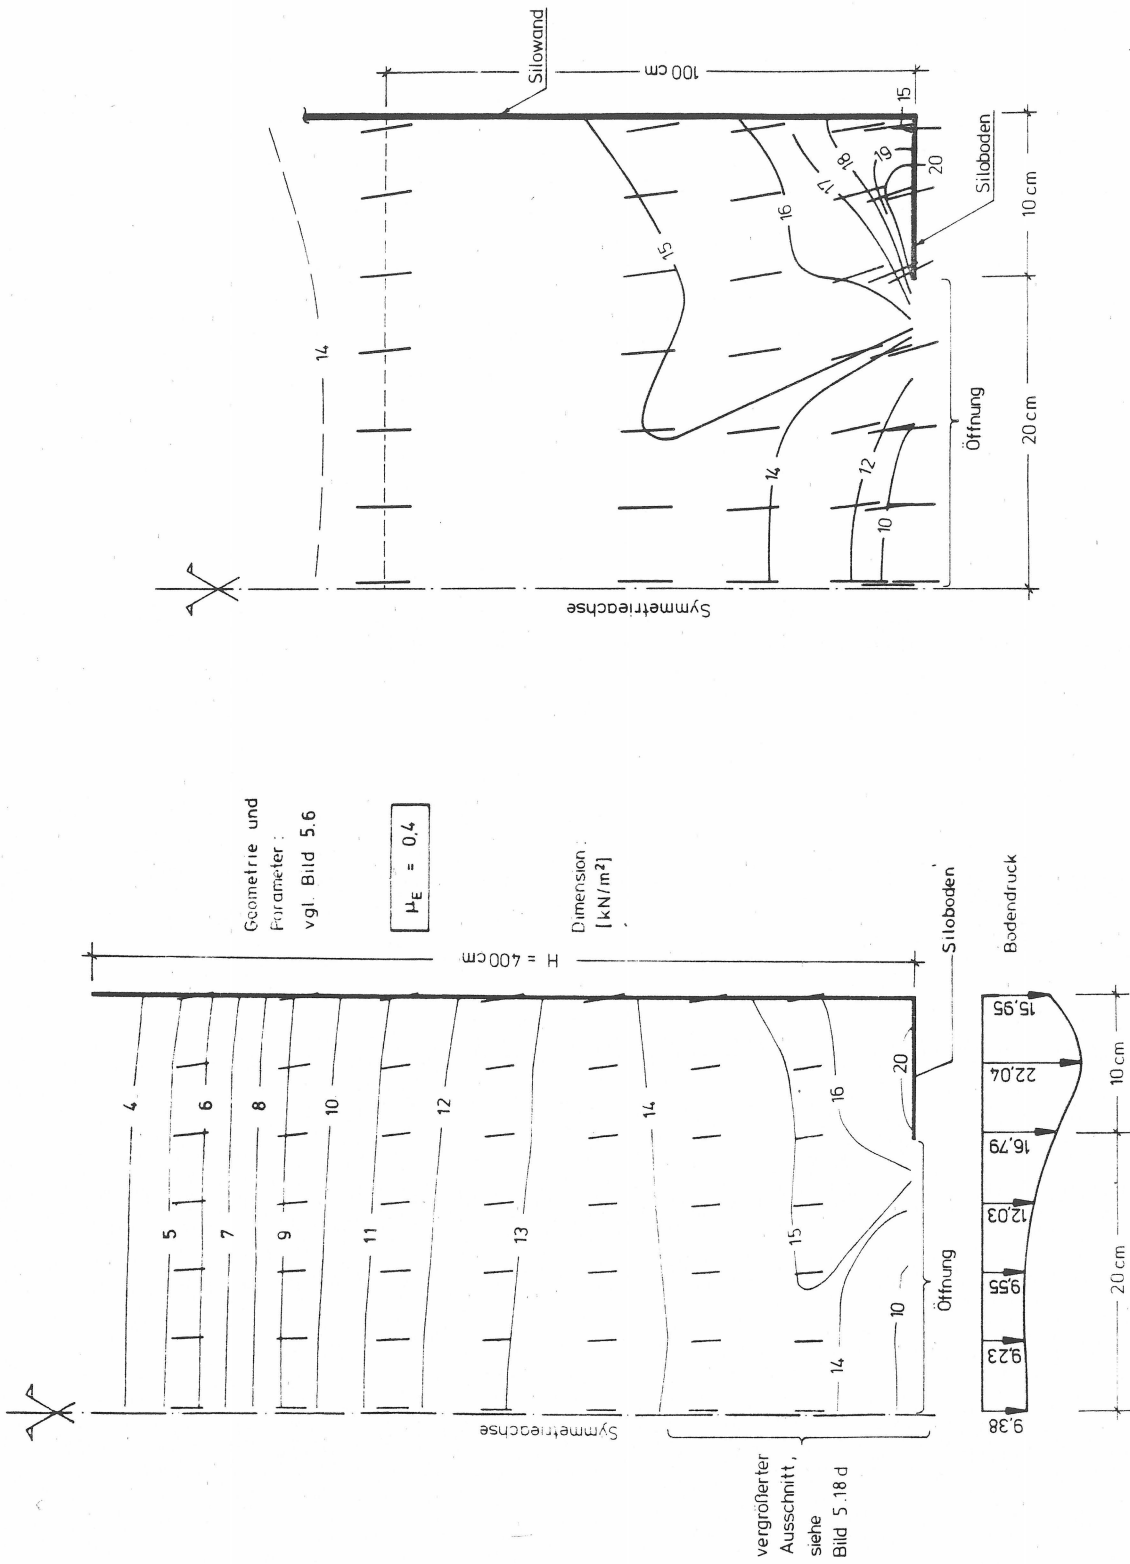 Geometrie und
Parameter :
vgl. Bild 5.6
μE = 0,4
Dimension :
[kN/m²]
H = 400 cm
4
5
6
7
8
9
10
11
12
13
14
15
16
14
10
20
Symmetrieachse
vergrößerter
Ausschnitt,
siehe
Bild 5.18 d
Öffnung
Siloboden
Bodendruck
9,38
9,23
9,55
12,03
16,79
22,04
15,95
20 cm
10 cm
Silowand
100 cm
14
15
16
17
18
19
20
15
14
12
10
Symmetrieachse
Öffnung
Siloboden
20 cm
10 cm